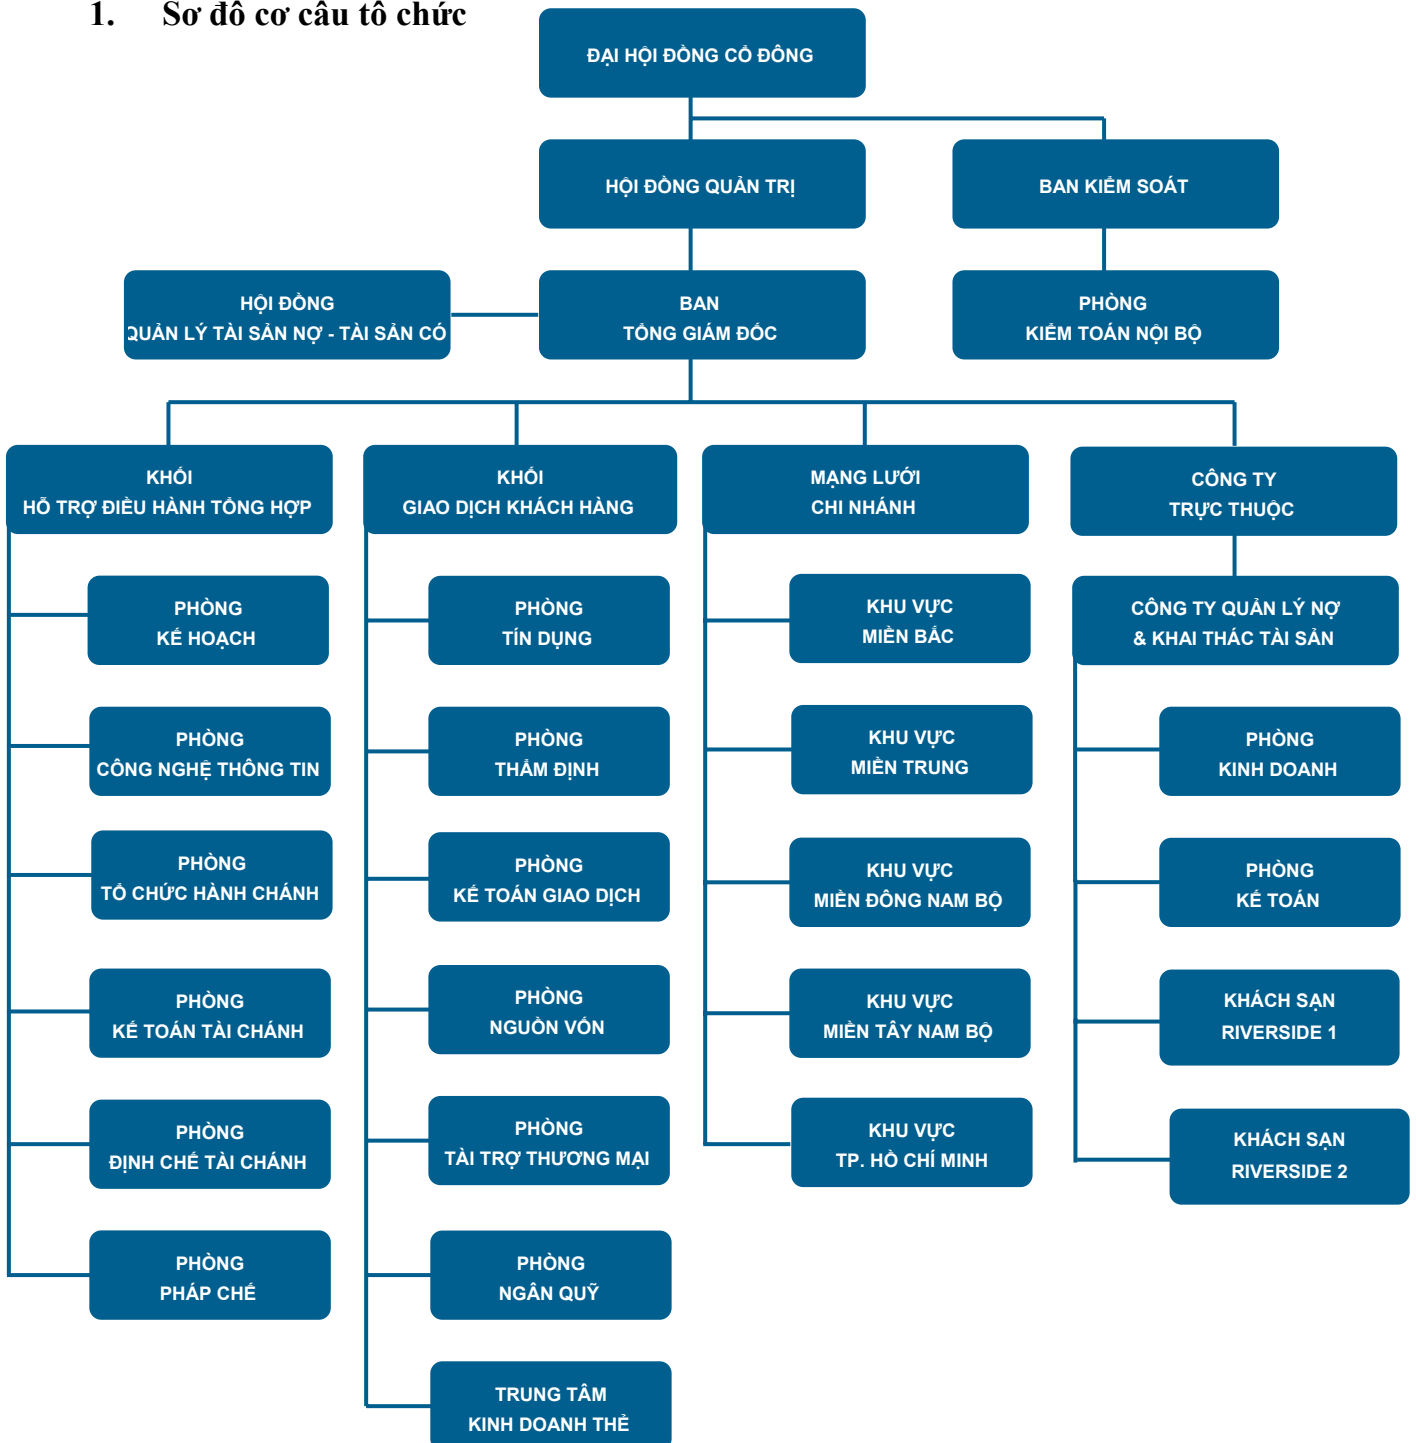 1. Sơ đồ cơ cấu tổ chức
ĐẠI HỘI ĐỒNG CỔ ĐÔNG
HỘI ĐỒNG QUẢN TRỊ
BAN KIỂM SOÁT
HỘI ĐỒNG
QUẢN LÝ TÀI SẢN NỢ - TÀI SẢN CÓ
BAN
TỔNG GIÁM ĐỐC
PHÒNG
KIỂM TOÁN NỘI BỘ
KHỐI
HỖ TRỢ ĐIỀU HÀNH TỔNG HỢP
KHỐI
GIAO DỊCH KHÁCH HÀNG
MẠNG LƯỚI
CHI NHÁNH
CÔNG TY
TRỰC THUỘC
PHÒNG
KẾ HOẠCH
PHÒNG
CÔNG NGHỆ THÔNG TIN
PHÒNG
TỔ CHỨC HÀNH CHÁNH
PHÒNG
KẾ TOÁN TÀI CHÁNH
PHÒNG
ĐỊNH CHẾ TÀI CHÁNH
PHÒNG
PHÁP CHẾ
PHÒNG
TÍN DỤNG
PHÒNG
THẨM ĐỊNH
PHÒNG
KẾ TOÁN GIAO DỊCH
PHÒNG
NGUỒN VỐN
PHÒNG
TÀI TRỢ THƯƠNG MẠI
PHÒNG
NGÂN QUỸ
TRUNG TÂM
KINH DOANH THẺ
KHU VỰC
MIỀN BẮC
KHU VỰC
MIỀN TRUNG
KHU VỰC
MIỀN ĐÔNG NAM BỘ
KHU VỰC
MIỀN TÂY NAM BỘ
KHU VỰC
TP. HỒ CHÍ MINH
CÔNG TY QUẢN LÝ NỢ
& KHAI THÁC TÀI SẢN
PHÒNG
KINH DOANH
PHÒNG
KẾ TOÁN
KHÁCH SẠN
RIVERSIDE 1
KHÁCH SẠN
RIVERSIDE 2